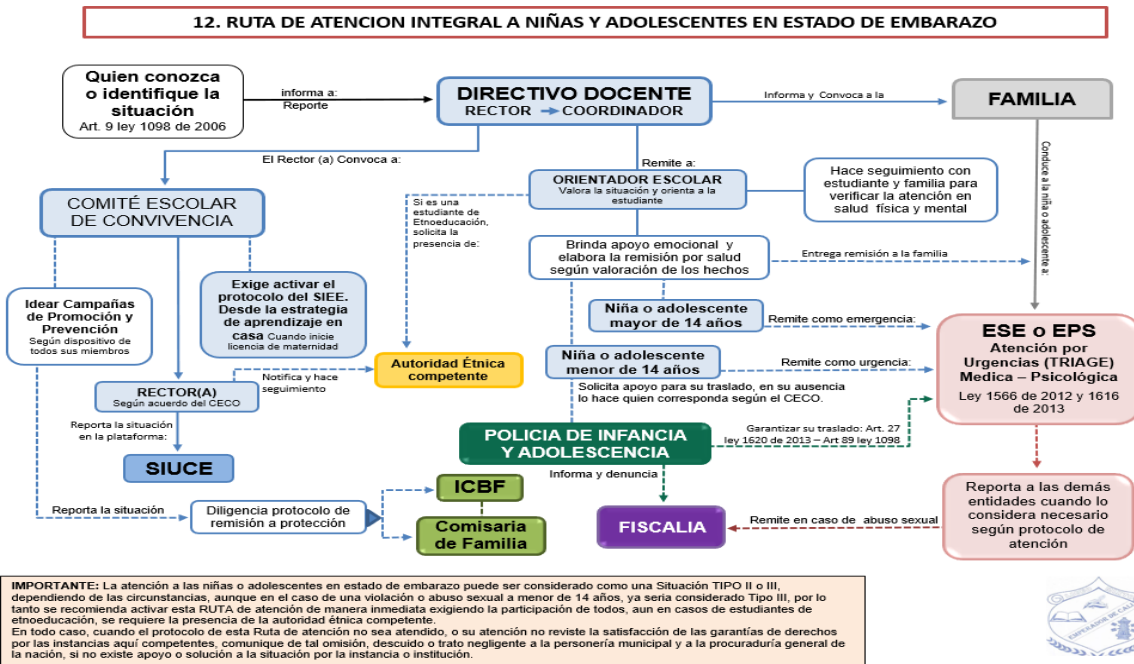 12. RUTA DE ATENCION INTEGRAL A NIÑAS Y ADOLESCENTES EN ESTADO DE EMBARAZO
Quien conozca
o identifique la
situación
Art. 9 ley 1098 de 2006
informa a:
Reporte
DIRECTIVO DOCENTE
RECTOR → COORDINADOR
Informa y Convoca a la
FAMILIA
El Rector (a) Convoca a:
Remite a:
Conduce a la niña o adolescente a:
COMITÉ ESCOLAR
DE CONVIVENCIA
Si es una
estudiante de
Etnoeducación,
solicita la
presencia de:
ORIENTADOR ESCOLAR
Valora la situación y orienta a la
estudiante
Hace seguimiento con
estudiante y familia para
verificar la atención en
salud física y mental
Brinda apoyo emocional y
elabora la remisión por salud
según valoración de los hechos
Entrega remisión a la familia
Idear Campañas
de Promoción y
Prevención
Según dispositivo de
todos sus miembros
Exige activar el
protocolo del SIEE.
Desde la estrategia
de aprendizaje en
casa Cuando inicie
licencia de maternidad
Niña o adolescente
mayor de 14 años
Remite como emergencia:
ESE o EPS
Atención por
Urgencias (TRIAGE)
Medica – Psicológica
Ley 1566 de 2012 y 1616
de 2013
Niña o adolescente
menor de 14 años
Remite como urgencia:
Autoridad Étnica
competente
Notifica y hace
seguimiento
RECTOR(A)
Según acuerdo del CECO
Solicita apoyo para su traslado, en su ausencia
lo hace quien corresponda según el CECO.
Reporta la situación
en la plataforma:
SIUCE
POLICIA DE INFANCIA
Y ADOLESCENCIA
Garantizar su traslado: Art. 27
ley 1620 de 2013 – Art 89 ley 1098
Informa y denuncia
ICBF
Reporta la situación
Diligencia protocolo de
remisión a protección
Comisaria
de Familia
FISCALIA
Remite en caso de abuso sexual
Reporta a las demás
entidades cuando lo
considera necesario
según protocolo de
atención
IMPORTANTE: La atención a las niñas o adolescentes en estado de embarazo puede ser considerado como una Situación TIPO II o III,
dependiendo de las circunstancias, aunque en el caso de una violación o abuso sexual a menor de 14 años, ya seria considerado Tipo III, por lo
tanto se recomienda activar esta RUTA de atención de manera inmediata exigiendo la participación de todos, aun en casos de estudiantes de
etnoeducación, se requiere la presencia de la autoridad étnica competente.
En todo caso, cuando el protocolo de esta Ruta de atención no sea atendido, o su atención no reviste la satisfacción de las garantías de derechos
por las instancias aquí competentes, comunique de tal omisión, descuido o trato negligente a la personería municipal y a la procuraduría general de
la nación, si no existe apoyo o solución a la situación por la instancia o institución.